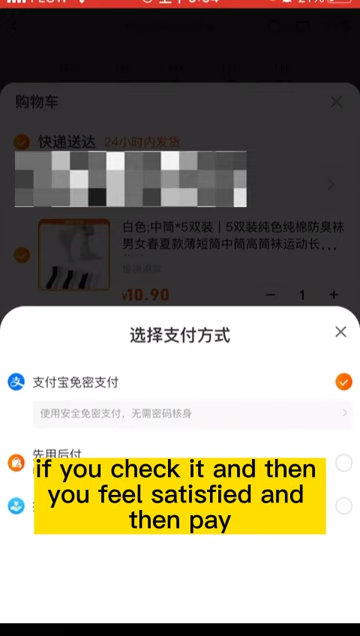 购物车
快递送达 24小时内发货
白色;中筒*5双装 | 5双装纯色纯棉防臭袜
男女春夏款薄短筒中筒高筒袜运动长...
极速退款
¥10.90
1
选择支付方式
支付宝免密支付
使用安全免密支付，无需密码核身
先用后付
if you check it and then
you feel satisfied and
then pay